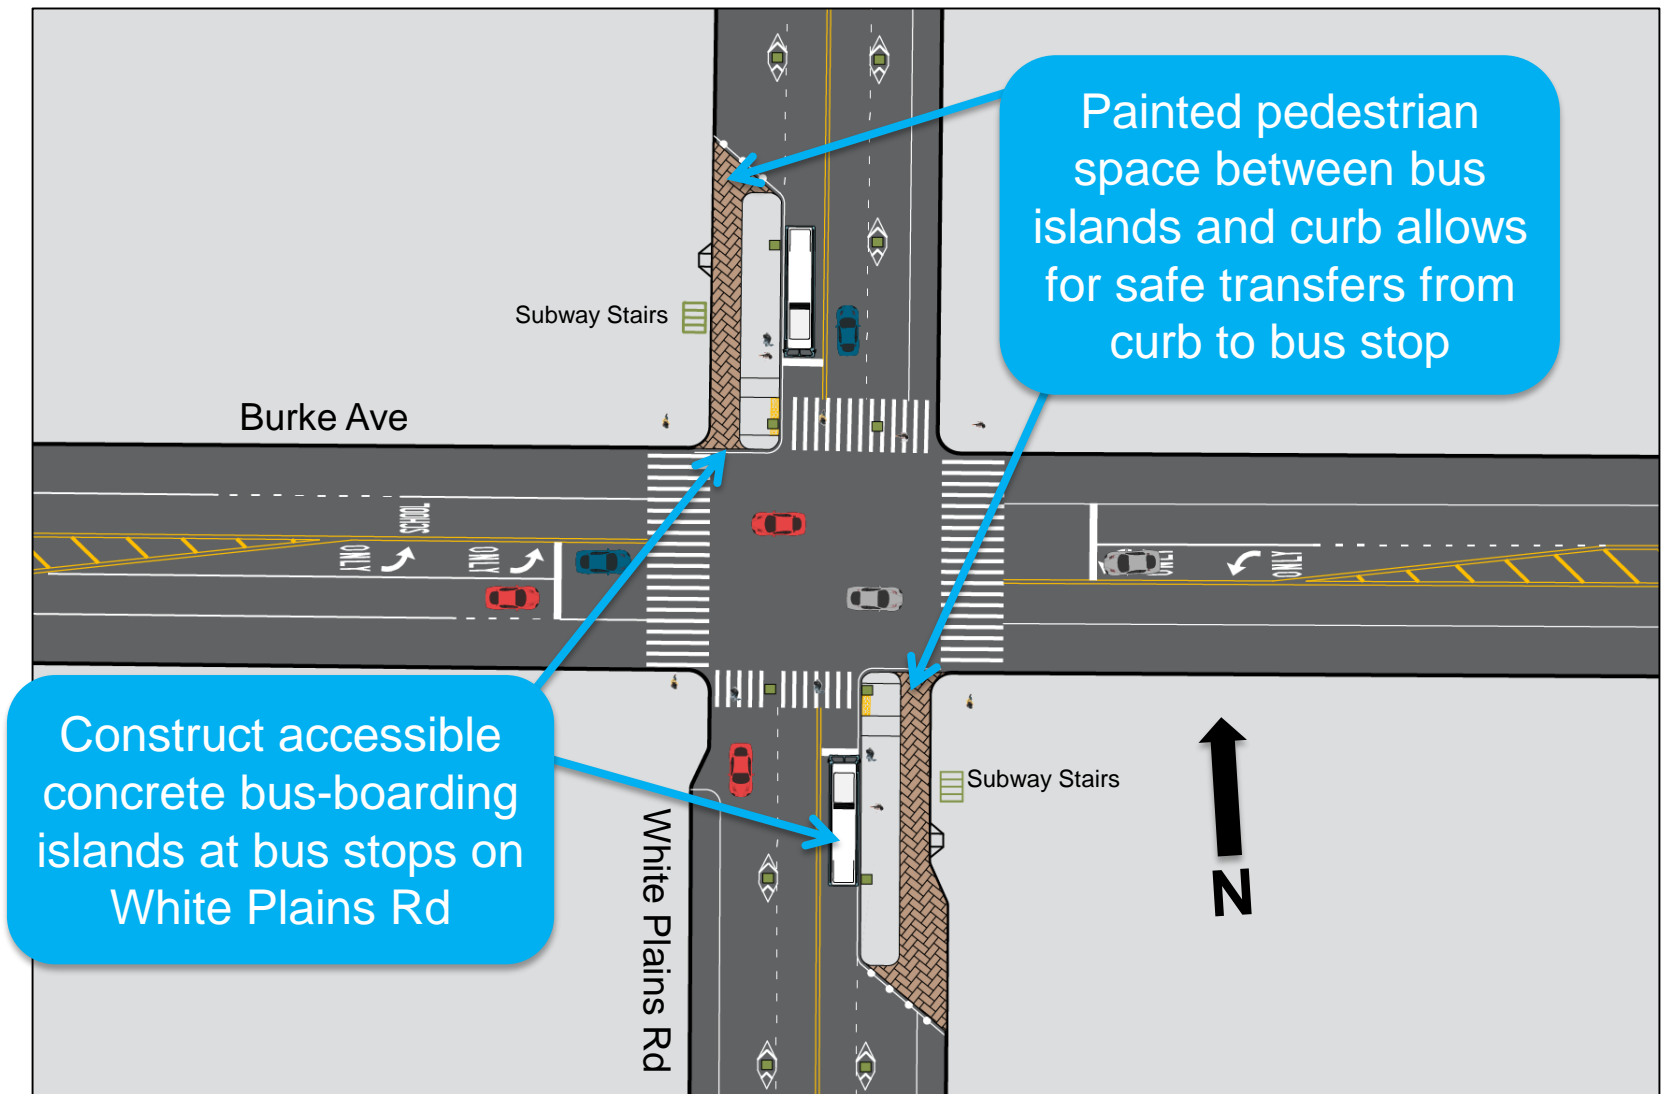 Painted pedestrian
space between bus
islands and curb allows
for safe transfers from
curb to bus stop
Subway Stairs
Burke Ave
SCHOOL
ONLY
ONLY
ONLY
ONLY
Construct accessible
concrete bus-boarding
islands at bus stops on
White Plains Rd
White Plains Rd
Subway Stairs
N